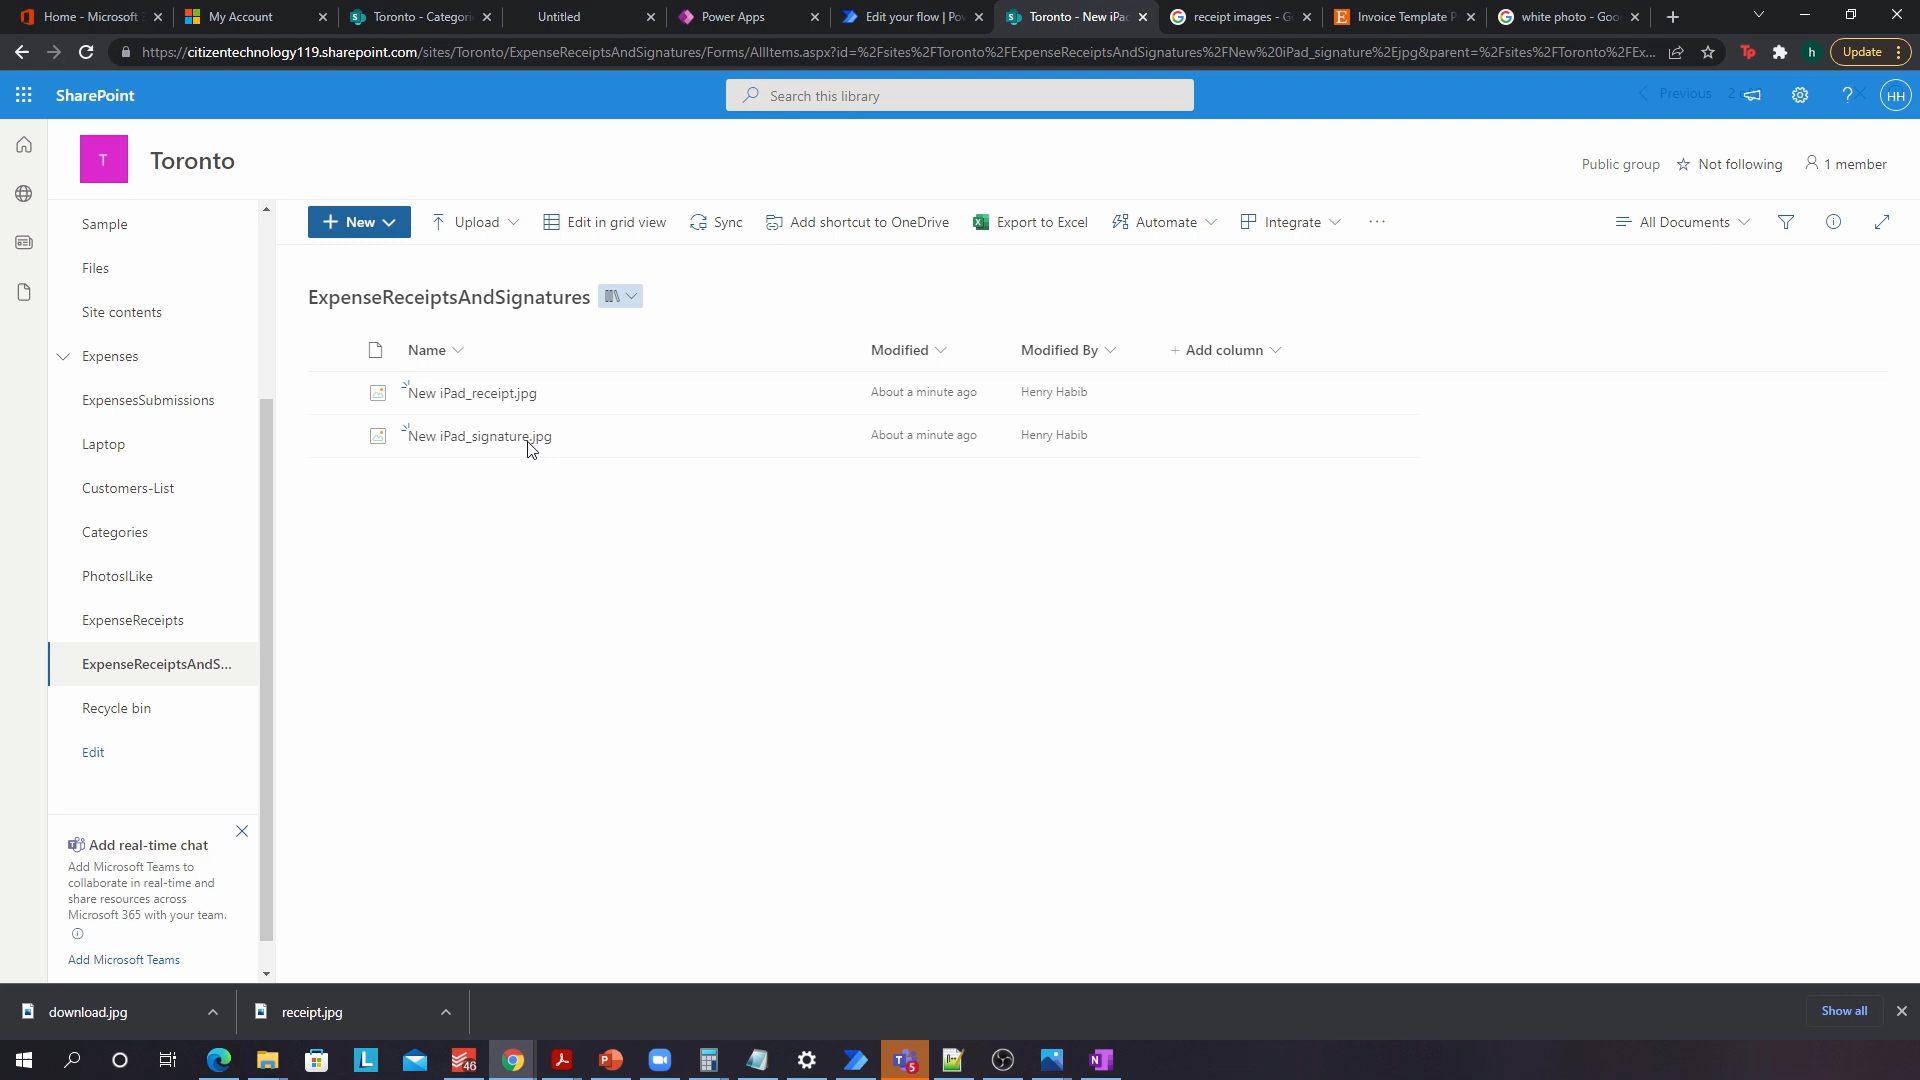 Home - Microsoft
My Account
Toronto - Categori
Untitled
Power Apps
Edit your flow | Po
Toronto - New iPad
receipt images - G
Invoice Template P
white photo - Goo
https://citizentechnology119.sharepoint.com/sites/Toronto/ExpenseReceiptsAndSignatures/Forms/AllItems.aspx?id=%2Fsites%2FToronto%2FExpenseReceiptsAndSignatures%2FNew%20iPad_signature%2Ejpg&parent=%2Fsites%2FToronto%2FEx...
Tp
h
Update
SharePoint
Search this library
Previous
2
?
HH
T
Toronto
Public group
Not following
1 member
New
Upload
Edit in grid view
Sync
Add shortcut to OneDrive
Export to Excel
Automate
Integrate
...
All Documents
Sample
Files
Site contents
Expenses
ExpensesSubmissions
Laptop
Customers-List
Categories
PhotosILike
ExpenseReceipts
ExpenseReceiptsAndS...
Recycle bin
Edit
ExpenseReceiptsAndSignatures
Name
Modified
Modified By
+ Add column
New iPad_receipt.jpg
About a minute ago
Henry Habib
New iPad_signature.jpg
About a minute ago
Henry Habib
Add real-time chat
Add Microsoft Teams to
collaborate in real-time and
share resources across
Microsoft 365 with your team.
Add Microsoft Teams
download.jpg
receipt.jpg
Show all
L
46
5
N